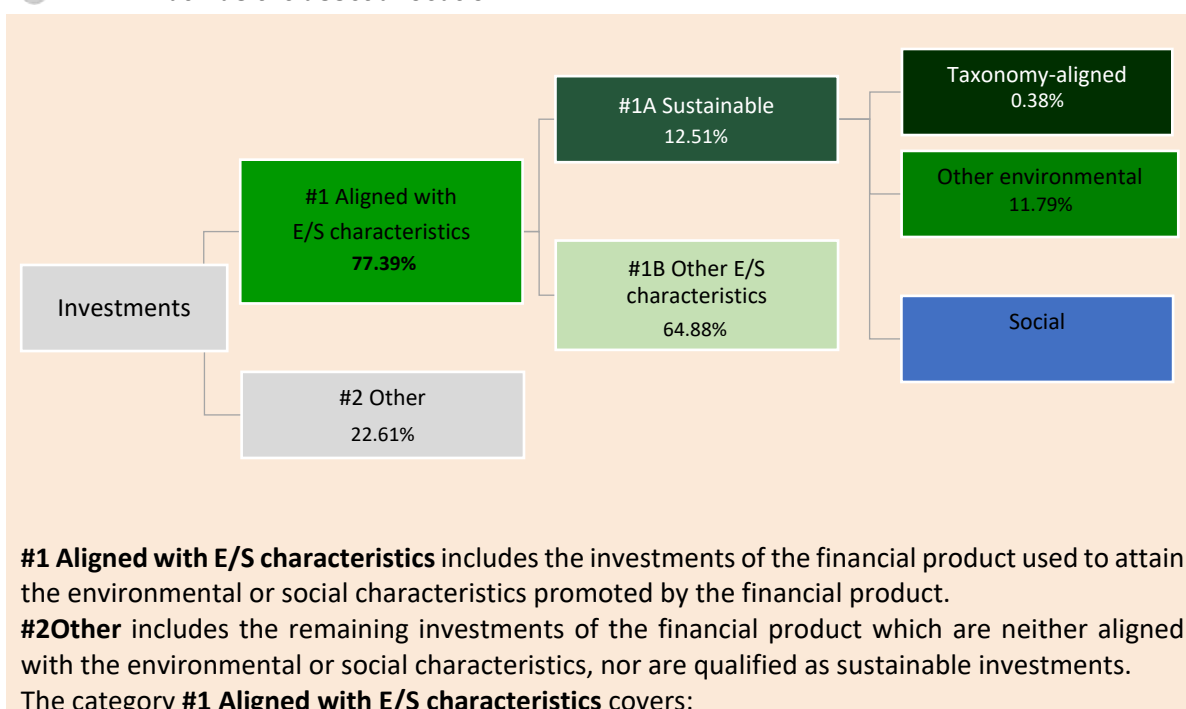 Investments
#1 Aligned with
E/S characteristics
77.39%
#2 Other
22.61%
#1A Sustainable
12.51%
#1B Other E/S
characteristics
64.88%
Taxonomy-aligned
0.38%
Other environmental
11.79%
Social
#1 Aligned with E/S characteristics includes the investments of the financial product used to attain
the environmental or social characteristics promoted by the financial product.
#2Other includes the remaining investments of the financial product which are neither aligned
with the environmental or social characteristics, nor are qualified as sustainable investments.
The category #1 Aligned with E/S characteristics covers: